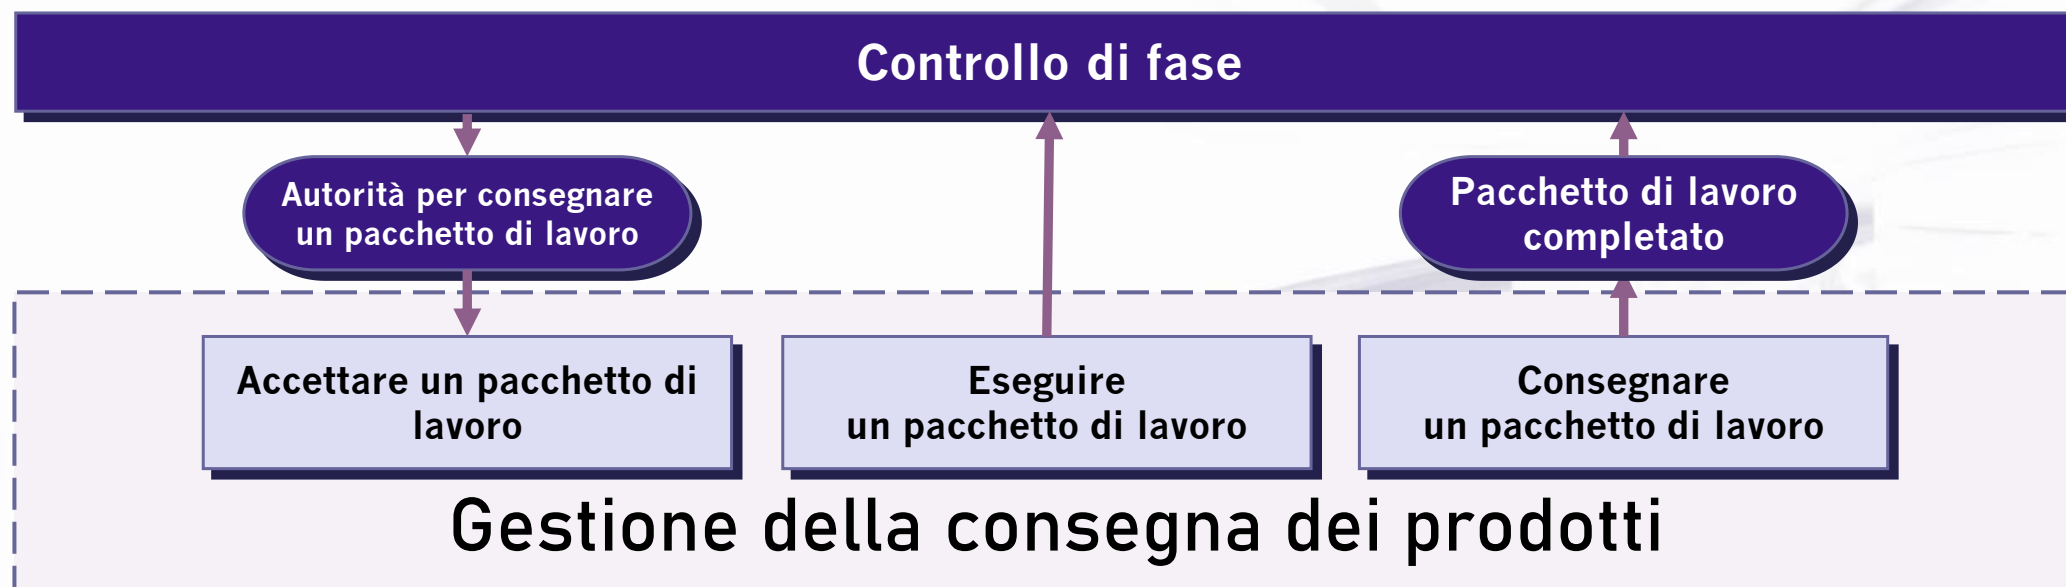 Controllo di fase
Autorità per consegnare
un pacchetto di lavoro
Pacchetto di lavoro
completato
Accettare un pacchetto di
lavoro
Eseguire
un pacchetto di lavoro
Consegnare
un pacchetto di lavoro
Gestione della consegna dei prodotti